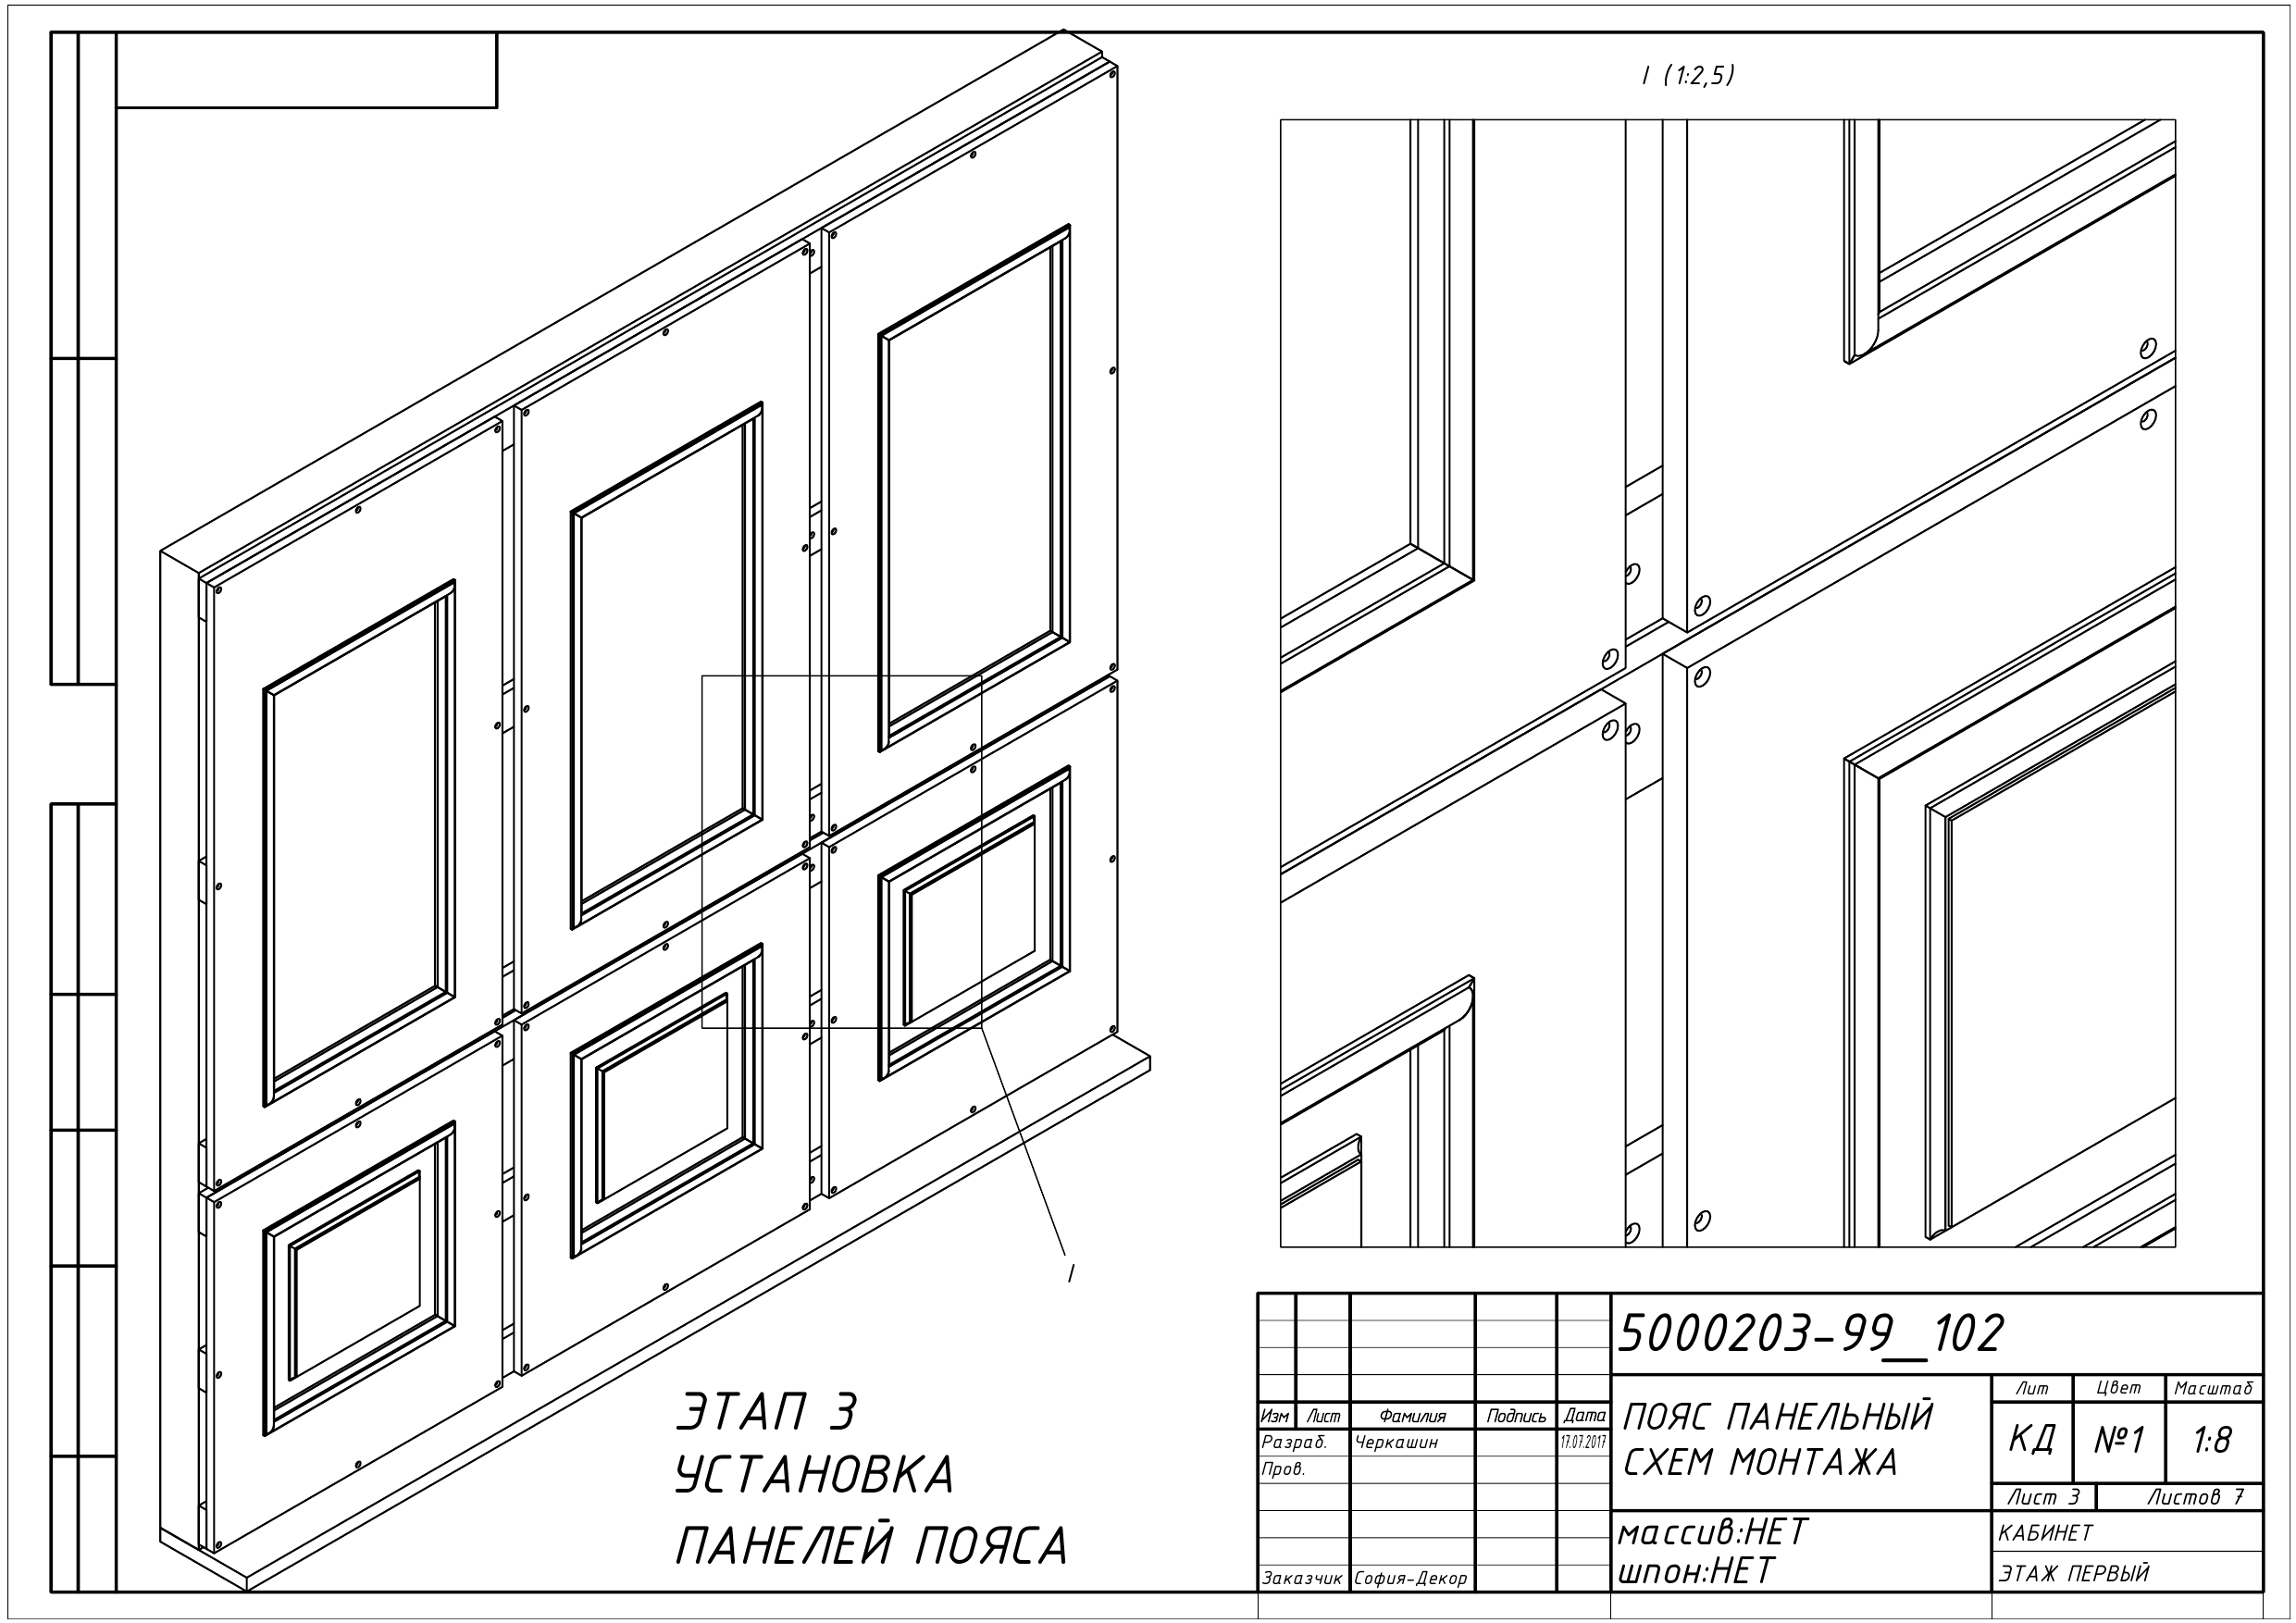 I (1:2,5)
I
ЭТАП 3
УСТАНОВКА
ПАНЕЛЕЙ ПОЯСА
5000203-99_102
Изм Лист Фамилия Подпись Дата
Разраб. Черкашин 17.07.2017
Пров.
Заказчик София-Декор
ПОЯС ПАНЕЛЬНЫЙ
СХЕМ МОНТАЖА
Лит Цвет Масштаб
КД №1 1:8
Лист 3 Листов 7
массив:НЕТ
шпон:НЕТ
КАБИНЕТ
ЭТАЖ ПЕРВЫЙ